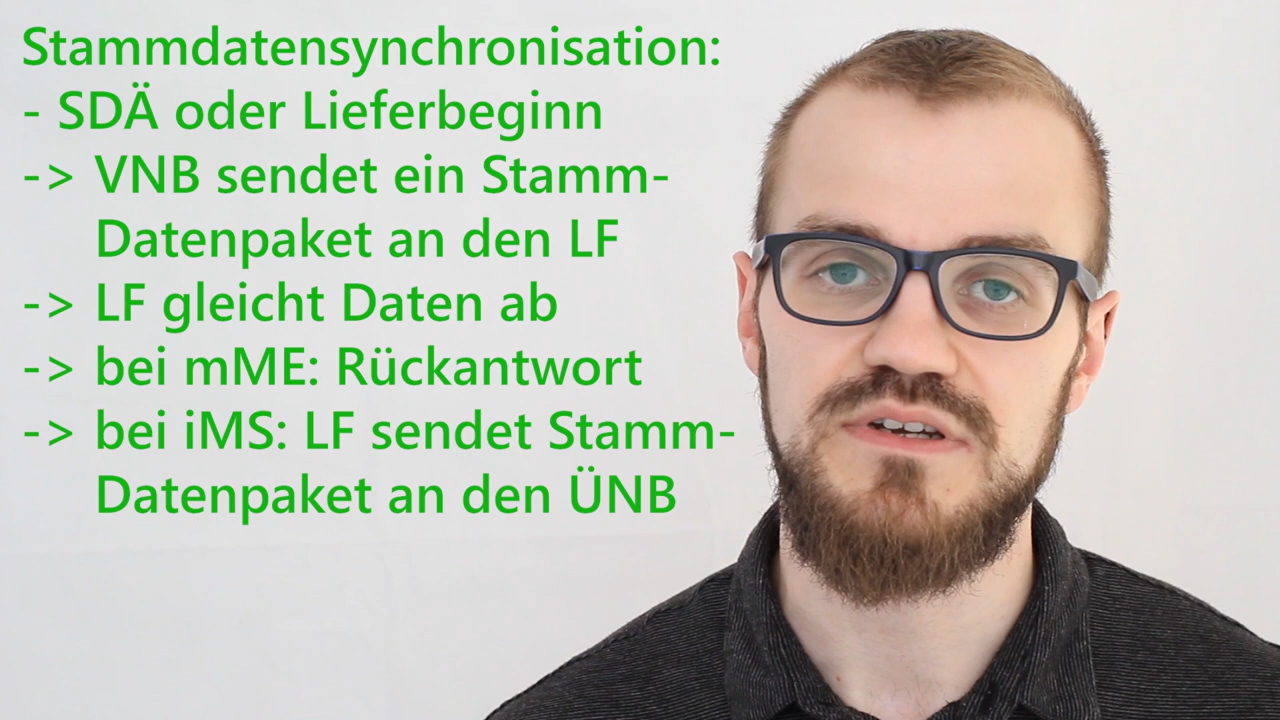 Stammdatensynchronisation:
- SDÄ oder Lieferbeginn
-> VNB sendet ein Stamm-
Datenpaket an den LF
-> LF gleicht Daten ab
-> bei mME: Rückantwort
-> bei iMS: LF sendet Stamm-
Datenpaket an den ÜNB